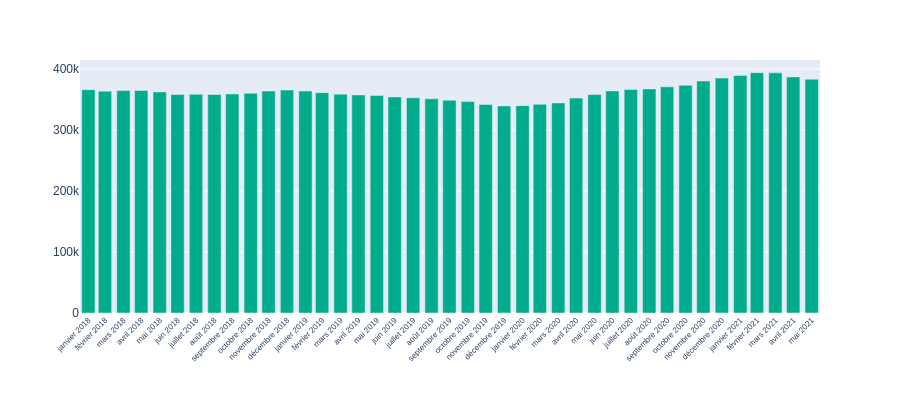 400k
300k
200k
100k
0
janvier 2018
février 2018
mars 2018
avril 2018
mai 2018
juin 2018
juillet 2018
août 2018
septembre 2018
octobre 2018
novembre 2018
décembre 2018
janvier 2019
février 2019
mars 2019
avril 2019
mai 2019
juin 2019
juillet 2019
août 2019
septembre 2019
octobre 2019
novembre 2019
décembre 2019
janvier 2020
février 2020
mars 2020
avril 2020
mai 2020
juin 2020
juillet 2020
août 2020
septembre 2020
octobre 2020
novembre 2020
décembre 2020
janvier 2021
février 2021
mars 2021
avril 2021
mai 2021